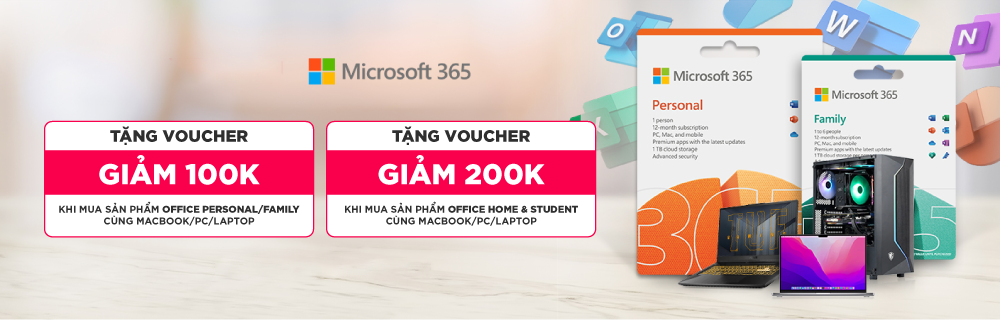 Microsoft 365
TẶNG VOUCHER
GIẢM 100K
KHI MUA SẢN PHẨM OFFICE PERSONAL/FAMILY
CÙNG MACBOOK/PC/LAPTOP
TẶNG VOUCHER
GIẢM 200K
KHI MUA SẢN PHẨM OFFICE HOME & STUDENT
CÙNG MACBOOK/PC/LAPTOP
O
W
N
Microsoft 365
Personal
1 person
12-month subscription
PC, Mac, and mobile
Premium apps with the latest updates
1 TB cloud storage
Advanced security
Microsoft 365
Family
1 to 6 people
12-month subscription
PC, Mac, and mobile
Premium apps with the latest updates
1 TB cloud storage